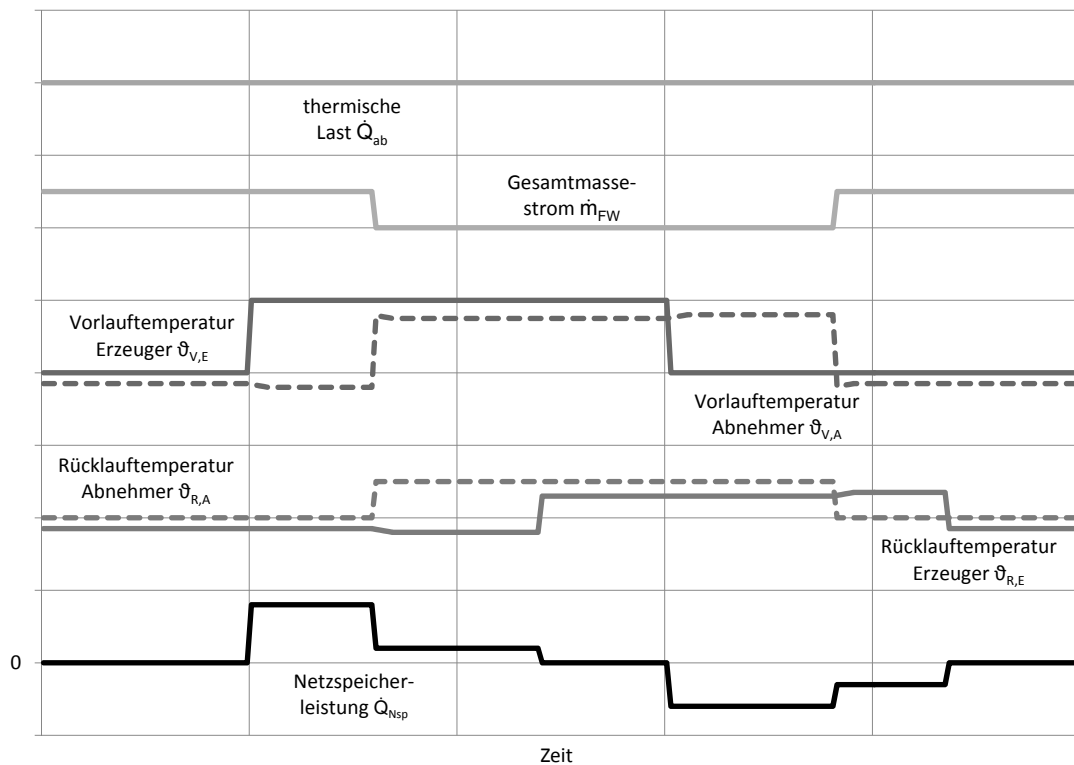 thermische
Last Q̇ab
Gesamtmasse-
strom ṁFW
Vorlauftemperatur
Erzeuger ϑV,E
Vorlauftemperatur
Abnehmer ϑV,A
Rücklauftemperatur
Abnehmer ϑR,A
Rücklauftemperatur
Erzeuger ϑR,E
0
Netzspeicher-
leistung Q̇Nsp
Zeit